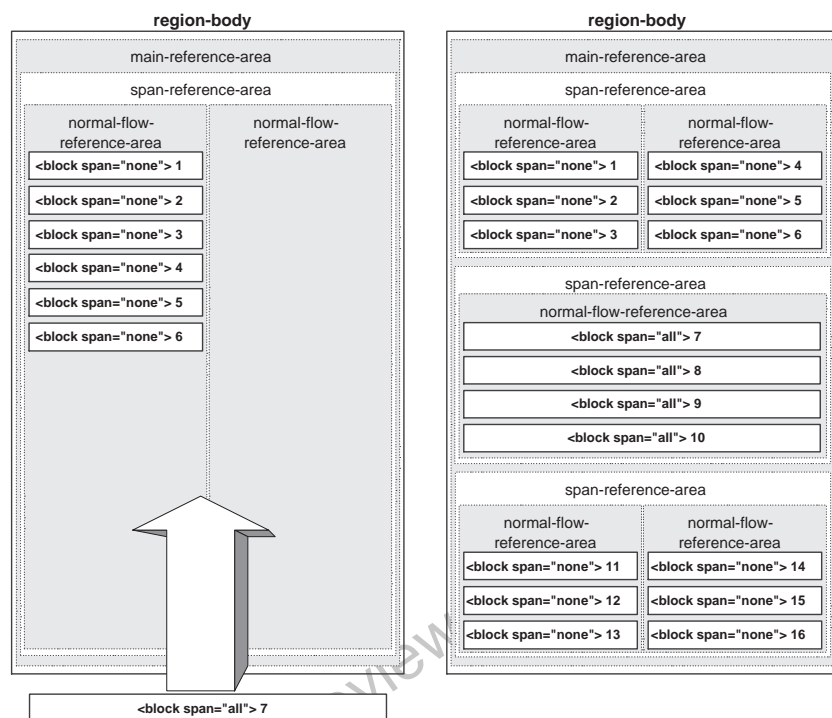 region-body
main-reference-area
span-reference-area
normal-flow-
reference-area
<block span="none"> 1
<block span="none"> 2
<block span="none"> 3
<block span="none"> 4
<block span="none"> 5
<block span="none"> 6
normal-flow-
reference-area
<block span="all"> 7
region-body
main-reference-area
span-reference-area
normal-flow-
reference-area
<block span="none"> 1
<block span="none"> 2
<block span="none"> 3
normal-flow-
reference-area
<block span="none"> 4
<block span="none"> 5
<block span="none"> 6
span-reference-area
normal-flow-reference-area
<block span="all"> 7
<block span="all"> 8
<block span="all"> 9
<block span="all"> 10
span-reference-area
normal-flow-
reference-area
<block span="none"> 11
<block span="none"> 12
<block span="none"> 13
normal-flow-
reference-area
<block span="none"> 14
<block span="none"> 15
<block span="none"> 16